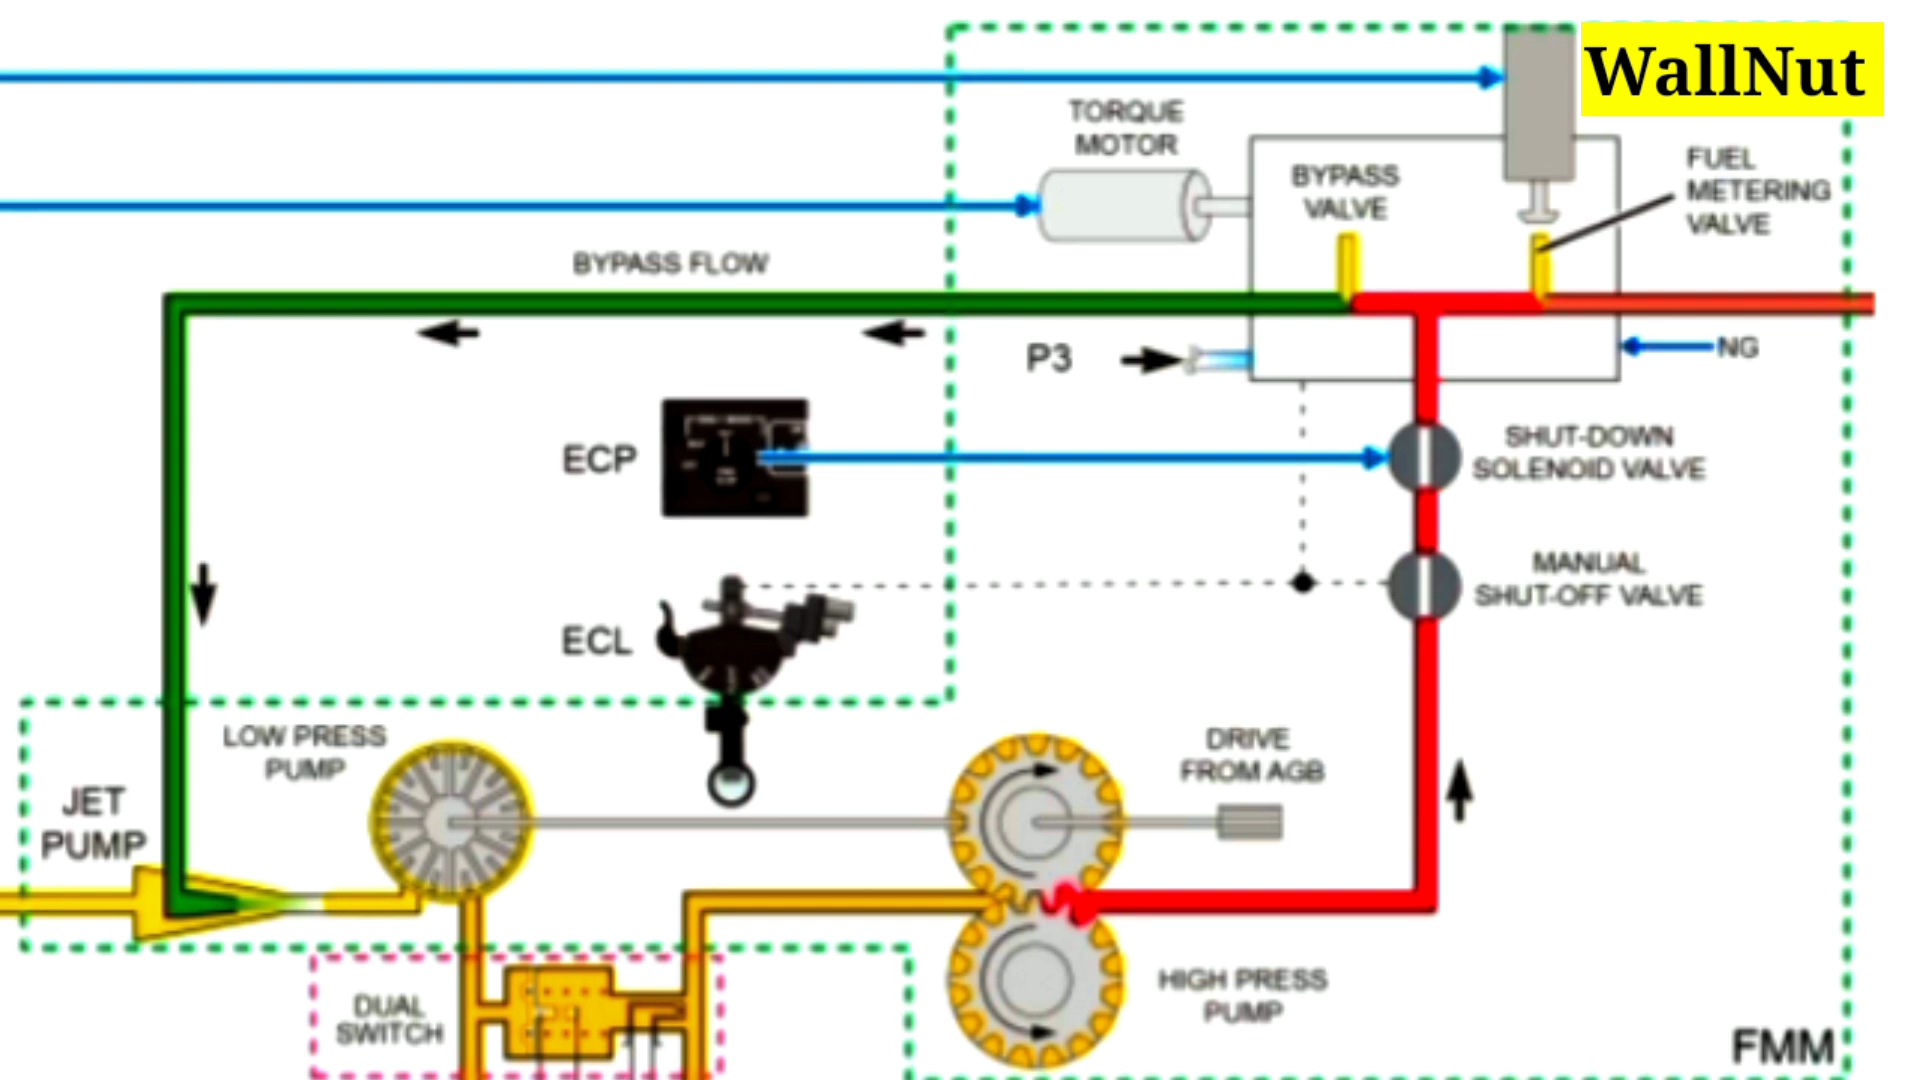 WallNut
TORQUE
MOTOR
BYPASS
VALVE
FUEL
METERING
VALVE
BYPASS FLOW
P3
NG
ECP
SHUT-DOWN
SOLENOID VALVE
MANUAL
SHUT-OFF VALVE
ECL
LOW PRESS
PUMP
DRIVE
FROM AGB
JET
PUMP
HIGH PRESS
PUMP
DUAL
SWITCH
FMM